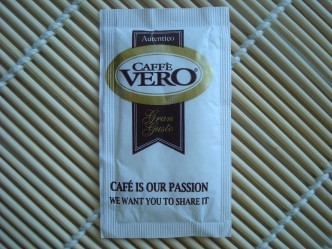 Autentico
CAFFÈ
VERO®
Gran
Gusto
CAFÉ IS OUR PASSION
WE WANT YOU TO SHARE IT